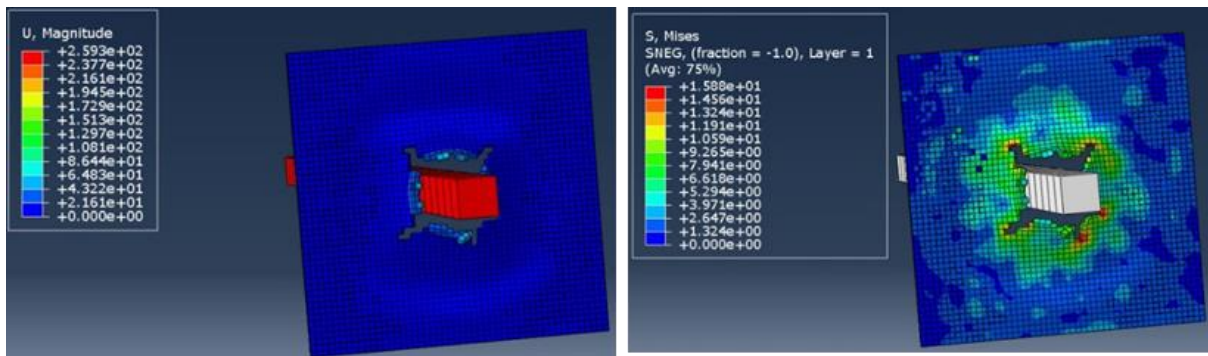 U, Magnitude
+2.593e+02
+2.377e+02
+2.161e+02
+1.945e+02
+1.729e+02
+1.513e+02
+1.297e+02
+1.081e+02
+8.644e+01
+6.483e+01
+4.322e+01
+2.161e+01
+0.000e+00
S, Mises
SNEG, (fraction = -1.0), Layer = 1
(Avg: 75%)
+1.588e+01
+1.456e+01
+1.324e+01
+1.191e+01
+1.059e+01
+9.265e+00
+7.941e+00
+6.618e+00
+5.294e+00
+3.971e+00
+2.647e+00
+1.324e+00
+0.000e+00